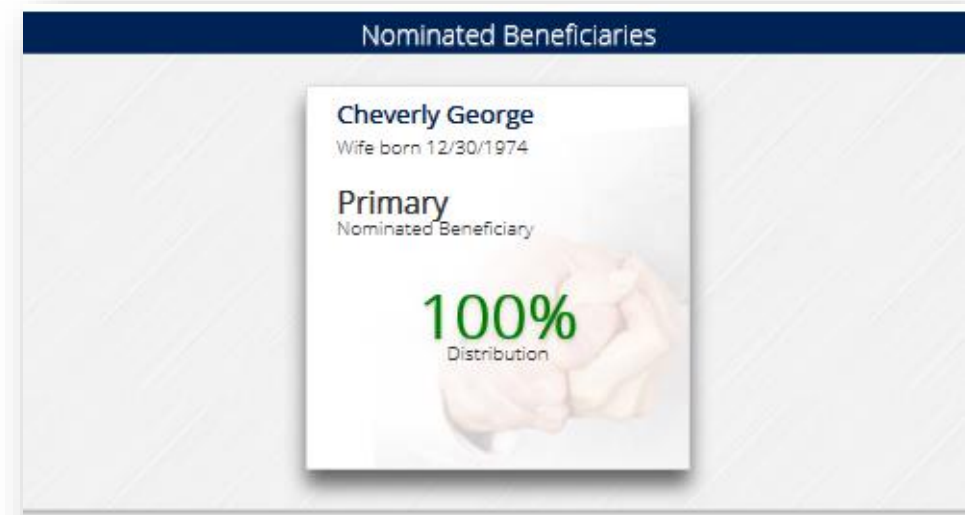 Nominated Beneficiaries
Cheverly George
Wife born 12/30/1974
Primary
Nominated Beneficiary
100%
Distribution